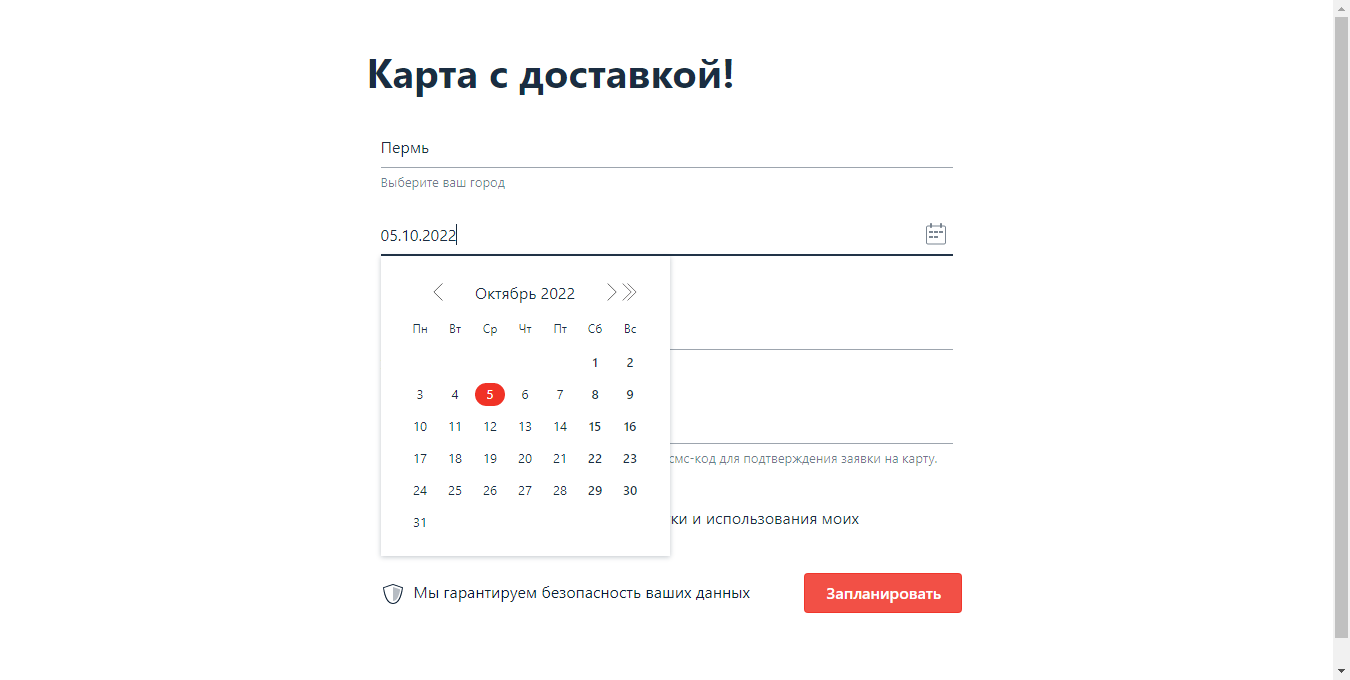 Карта с доставкой!
Пермь
Выберите ваш город
05.10.2022
Октябрь 2022
Пн Вт Ср Чт Пт Сб Вс
1 2
3 4 5 6 7 8 9
10 11 12 13 14 15 16
17 18 19 20 21 22 23
смс-код для подтверждения заявки на карту.
24 25 26 27 28 29 30
31
ки и использования моих
Мы гарантируем безопасность ваших данных
Запланировать